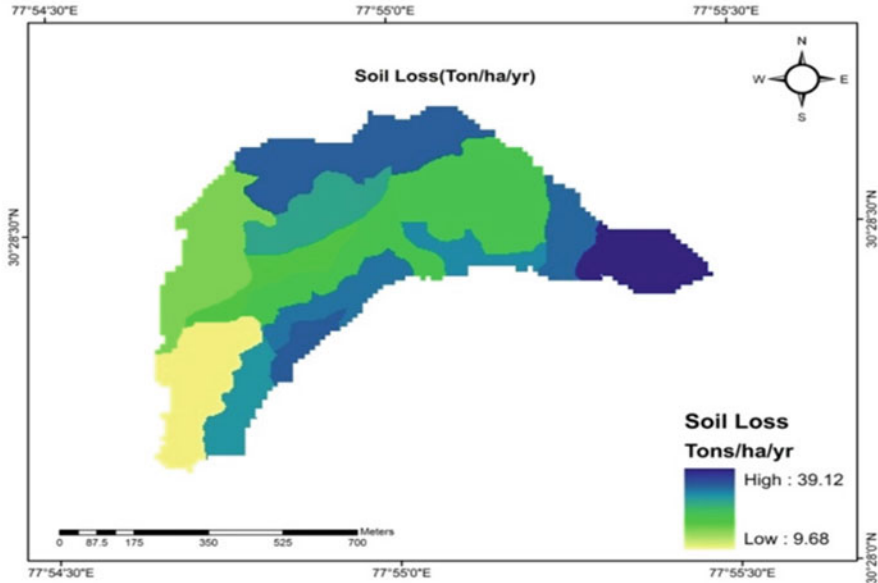 77°54'30"E 77°55'0"E 77°55'30"E
N
Soil Loss(Ton/ha/yr)
W E
S
30°28'30"N 30°28'30"N
Soil Loss
Tons/ha/yr
High : 39.12
Low : 9.68
Meters
0 87.5 175 350 525 700
30°28'0"N
77°54'30"E 77°55'0"E 77°55'30"E